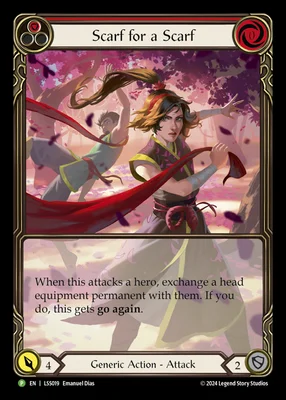 Scarf for a Scarf
When this attacks a hero, exchange a head
equipment permanent with them. If you
do, this gets go again.
4
Generic Action - Attack
2
P EN | LSS019 Emanuel Dias
© 2024 Legend Story Studios